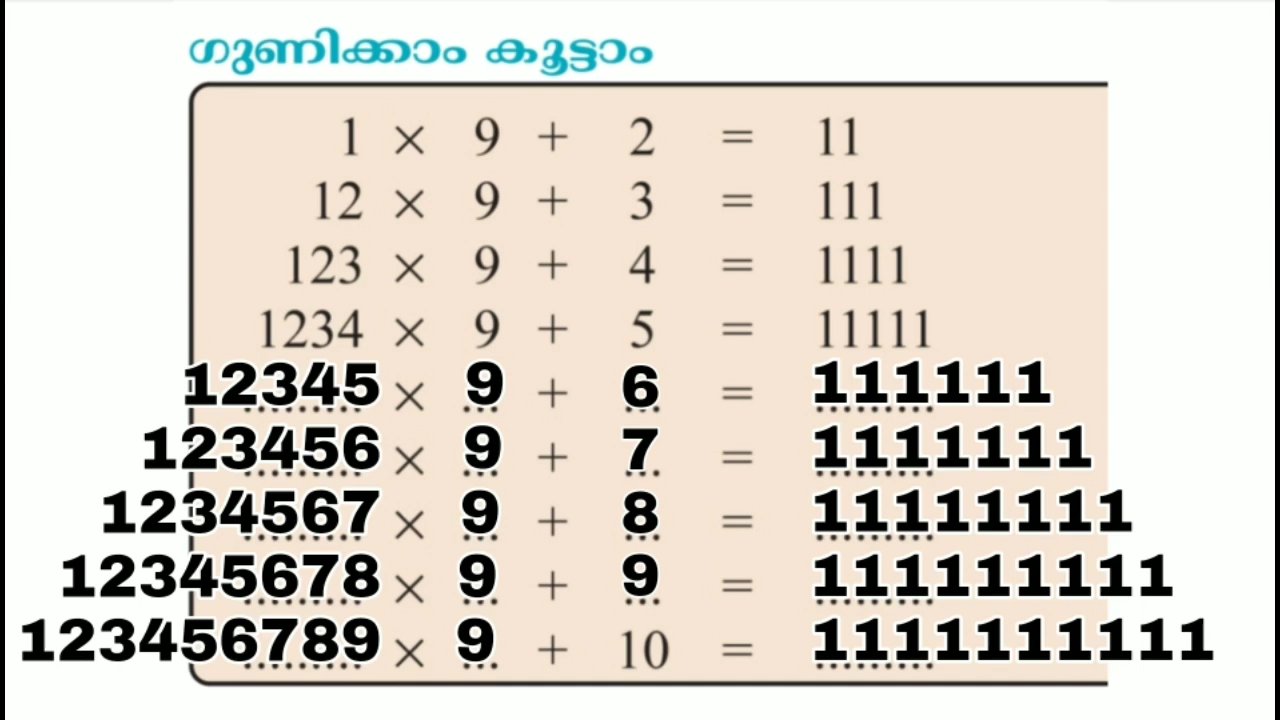 ഗുണിക്കാം കൂട്ടാം
1 × 9 + 2 = 11
12 × 9 + 3 = 111
123 × 9 + 4 = 1111
1234 × 9 + 5 = 11111
12345 × 9 + 6 = 111111
123456 × 9 + 7 = 1111111
1234567 × 9 + 8 = 11111111
12345678 × 9 + 9 = 111111111
123456789 × 9 + 10 = 1111111111